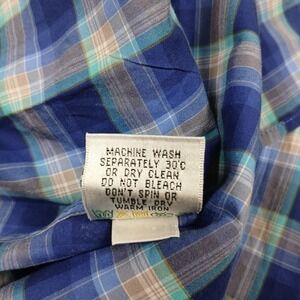 MACHINE WASH
SEPARATELY 30°C
OR DRY CLEAN
DO NOT BLEACH
DON'T SPIN OR
TUMBLE DRY
WARM IRON